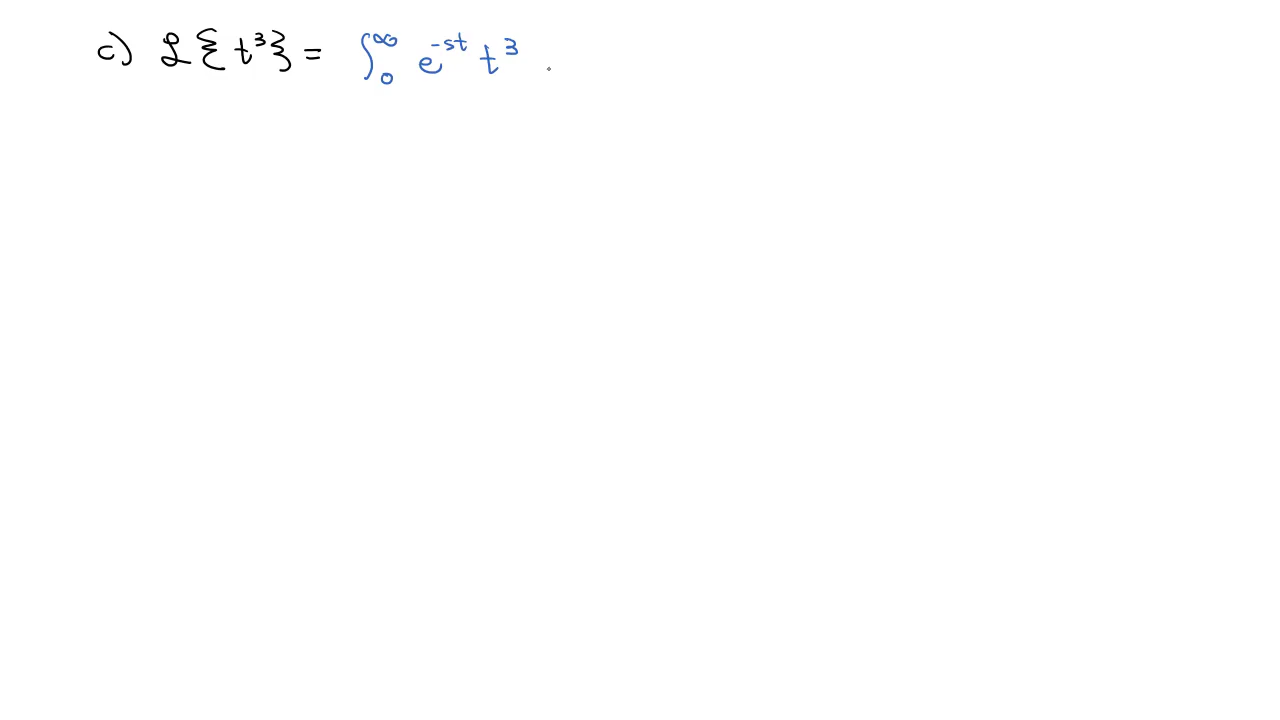 c) ℒ{t³} = ∫₀^∞ e^{-st} t³